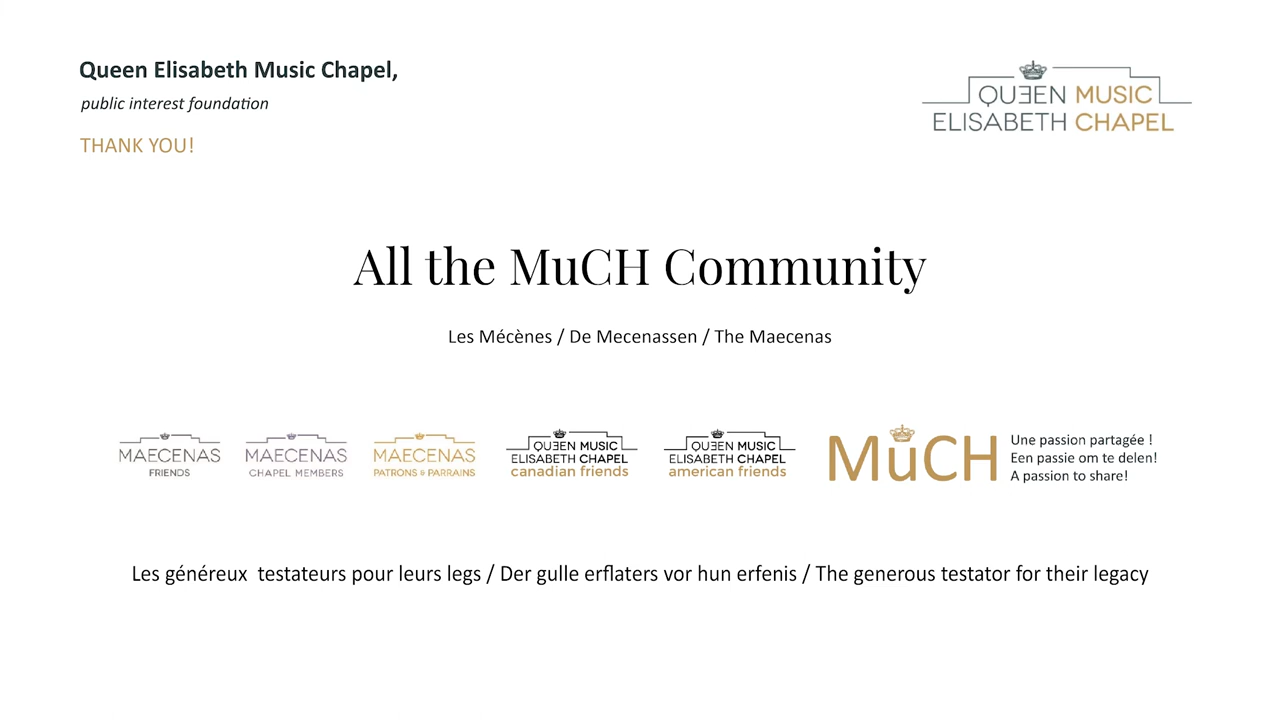 Queen Elisabeth Music Chapel,
public interest foundation
THANK YOU!
QUEEN MUSIC
ELISABETH CHAPEL
All the MuCH Community
Les Mécènes / De Mecenassen / The Maecenas
MAECENAS
FRIENDS
MAECENAS
CHAPEL MEMBERS
MAECENAS
PATRONS & PARRAINS
QUEEN MUSIC
ELISABETH CHAPEL
canadian friends
QUEEN MUSIC
ELISABETH CHAPEL
american friends
MuCH
Une passion partagée !
Een passie om te delen!
A passion to share!
Les généreux  testateurs pour leurs legs / Der gulle erflaters vor hun erfenis / The generous testator for their legacy